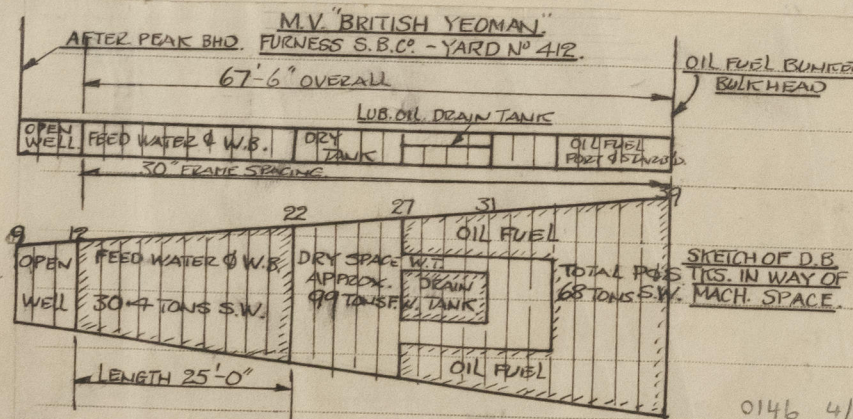 M.V. "BRITISH YEOMAN."
AFTER PEAK BHD. FURNESS S.B.Cº. - YARD Nº 412.
67'-6" OVERALL
OIL FUEL BUNKER
BULKHEAD
LUB. OIL. DRAIN TANK
OPEN
WELL
FEED WATER & W.B.
DRY
TANK
OIL FUEL
PORT & STARB'D.
30" FRAME SPACING.
9 12 22 27 31 39
OPEN
WELL
FEED WATER & W.B.
30·4 TONS S.W.
DRY SPACE
APPROX.
99 TONS F.W.
W.T.
DRAIN
TANK
OIL FUEL
OIL FUEL
TOTAL P & S
68 TONS S.W.
SKETCH OF D.B.
TKS. IN WAY OF
MACH. SPACE.
LENGTH 25'-0"
0146 4/